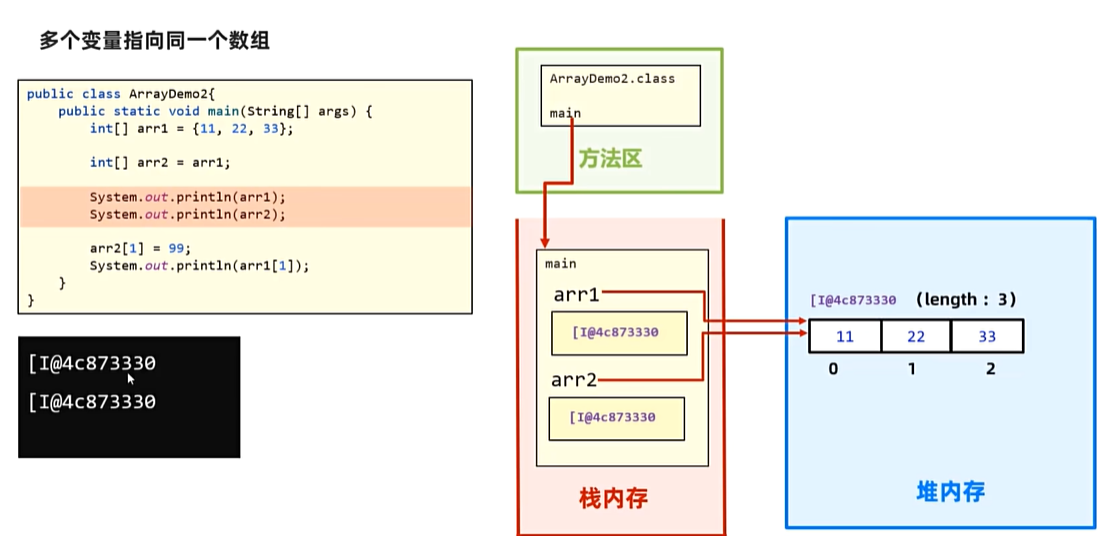 多个变量指向同一个数组
public class ArrayDemo2{
    public static void main(String[] args) {
        int[] arr1 = {11, 22, 33};
        int[] arr2 = arr1;
        System.out.println(arr1);
        System.out.println(arr2);
        arr2[1] = 99;
        System.out.println(arr1[1]);
    }
}
[I@4c873330
[I@4c873330
ArrayDemo2.class
main
方法区
main
arr1
[I@4c873330
arr2
[I@4c873330
栈内存
[I@4c873330 (length : 3)
11 22 33
0 1 2
堆内存